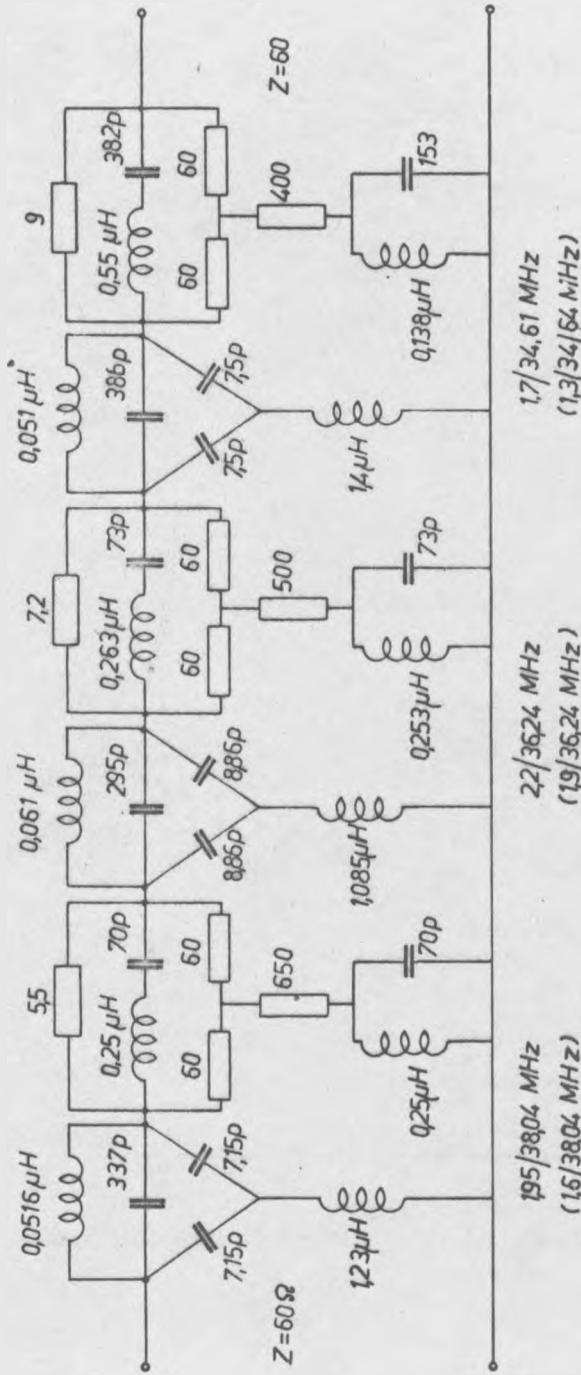 0,0516 µH
337p
7,15p
7,15p
1,23µH
Z=60Ω
5,5
0,25 µH
70p
60
60
650
0,25µH
70p
1,95/38,04 MHz
(1,6/38,04 MHz)
0,061 µH
295p
8,86p
8,86p
1,085µH
7,2
0,263µH
73p
60
60
500
0,253µH
73p
2,2/36,24 MHz
(1,9/36,24 MHz)
0,051 µH
386p
7,5p
7,5p
1,4µH
9
0,55 µH
382p
60
60
400
0,138µH
153
Z=60
1,7/34,61 MHz
(1,3/34/64 MHz)